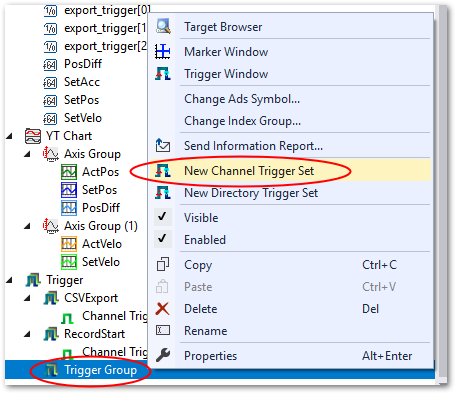 export_trigger[0]
export_trigger[
export_trigger[2
PosDiff
SetAcc
SetPos
SetVelo
YT Chart
Axis Group
ActPos
SetPos
PosDiff
Axis Group (1)
ActVelo
SetVelo
Trigger
CSVExport
Channel Trig
RecordStart
Channel Trig
Trigger Group
Target Browser
Marker Window
Trigger Window
Change Ads Symbol...
Change Index Group...
Send Information Report...
New Channel Trigger Set
New Directory Trigger Set
Visible
Enabled
Copy Ctrl+C
Paste Ctrl+V
Delete Del
Rename
Properties Alt+Enter